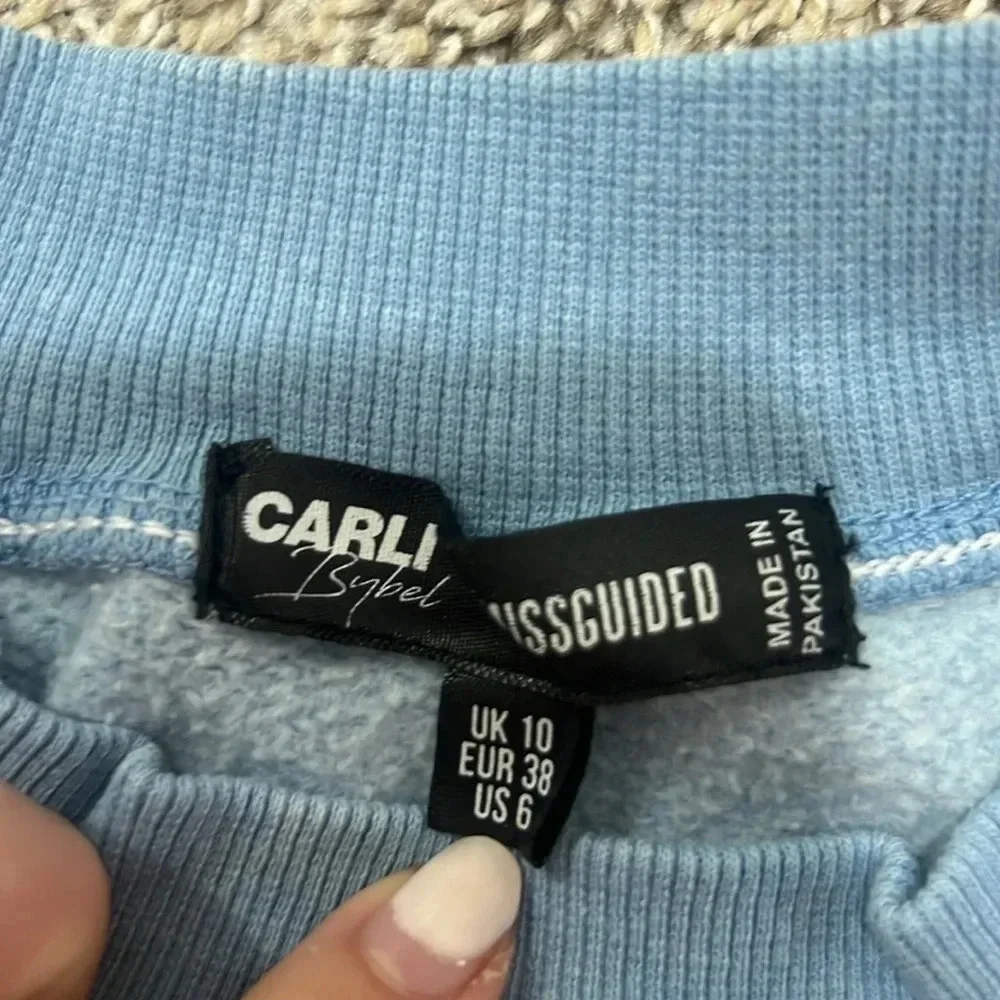 CARLI
Bybel
ISSGUIDED
MADE IN
PAKISTAN
UK 10
EUR 38
US 6